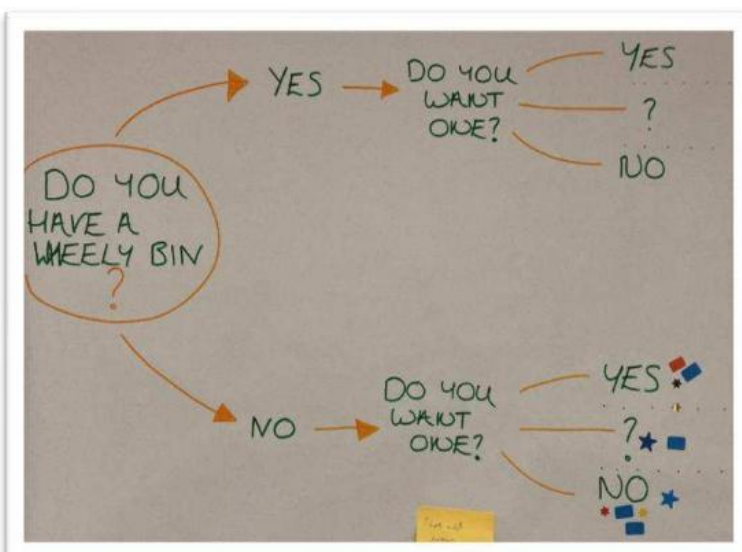 DO YOU
HAVE A
WHEELY BIN
?
YES
DO YOU
WANT
ONE?
YES
?
NO
NO
DO YOU
WANT
ONE?
YES
?
NO